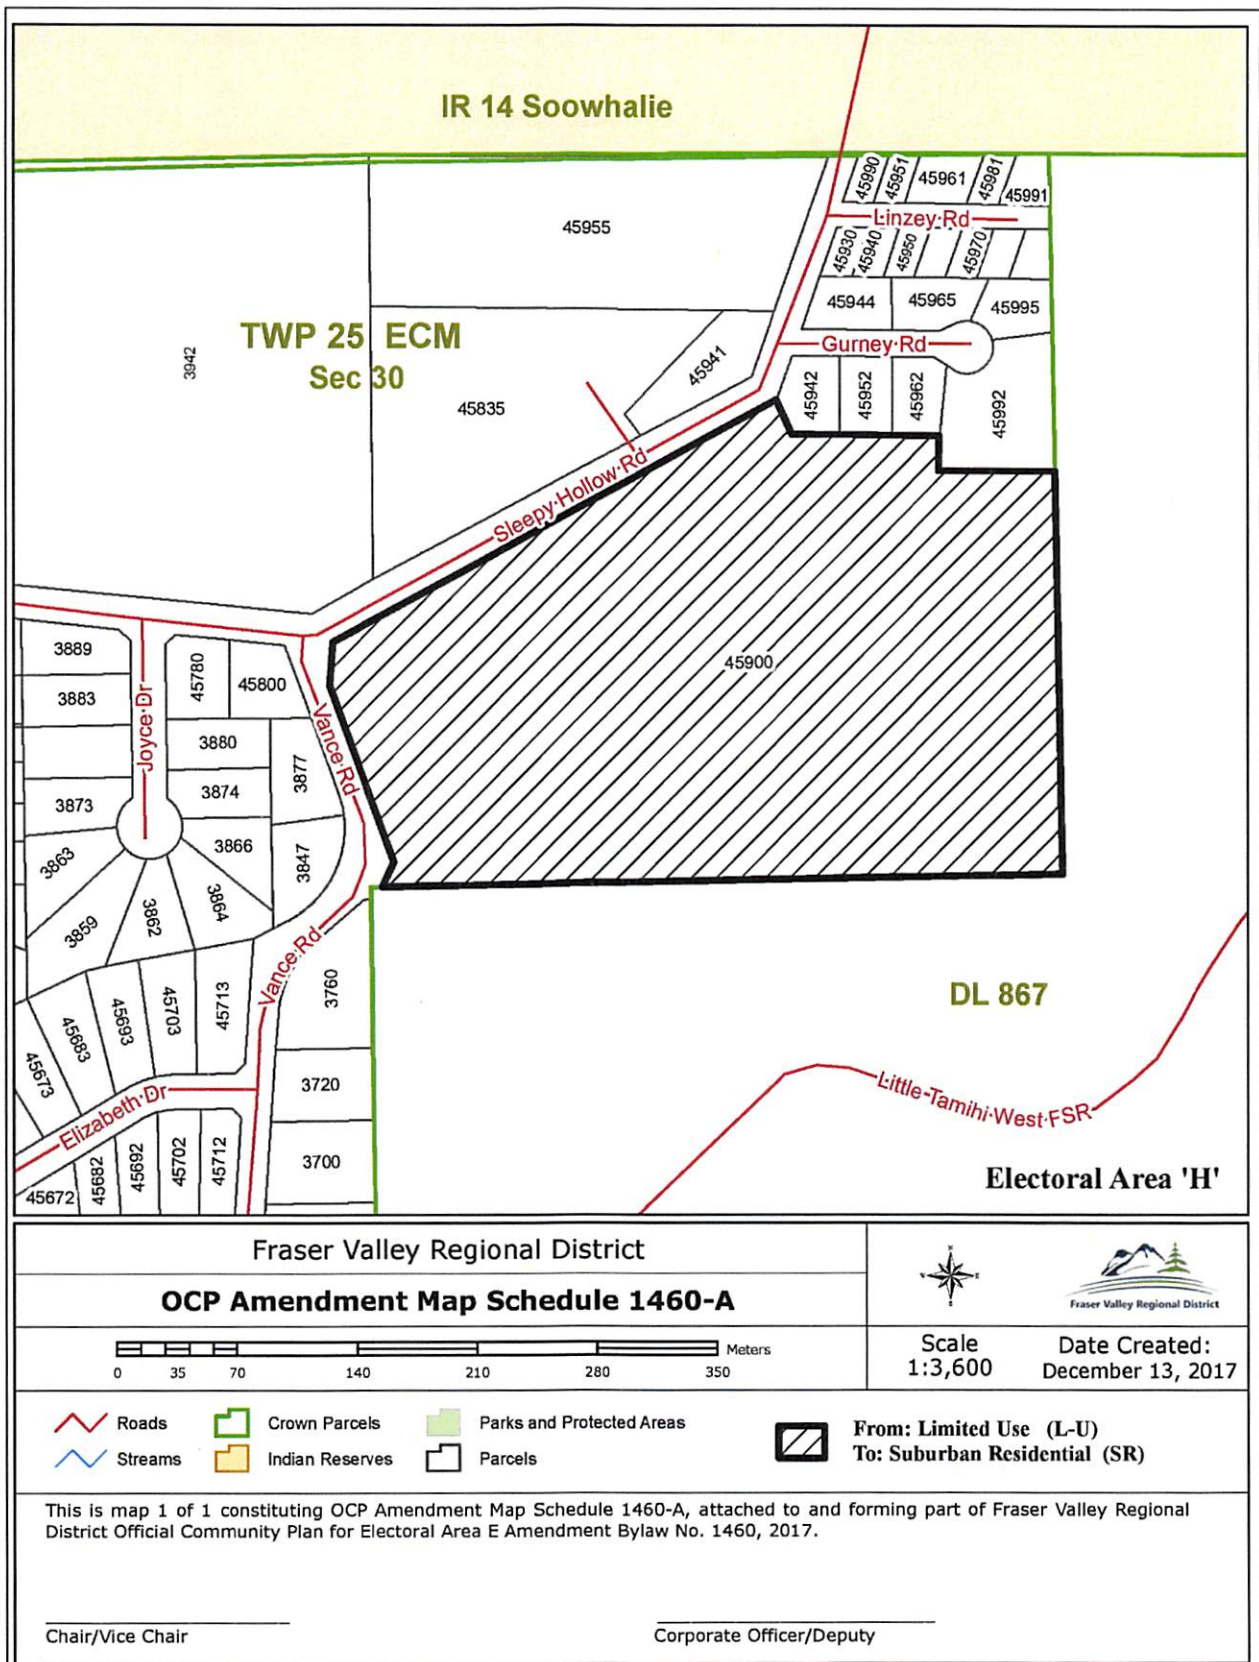 IR 14 Soowhalie
45990
45951
45961
45981
45991
Linzey Rd
45955
45930
45940
45950
45970
45944
45965
45995
TWP 25 ECM
Sec 30
3942
Gurney Rd
45941
45835
45942
45952
45962
45992
Sleepy Hollow Rd
3889
45780
45800
45900
3883
Joyce Dr
Vance Rd
3880
3877
3873
3874
3863
3866
3847
3859
3862
3864
Vance Rd
3760
DL 867
45673
45683
45693
45703
45713
3720
Little Tamihi West FSR
Elizabeth Dr
45672
45682
45692
45702
45712
3700
Electoral Area 'H'
Fraser Valley Regional District
OCP Amendment Map Schedule 1460-A
N
E
S
W
Fraser Valley Regional District
0 35 70 140 210 280 350 Meters
Scale
1:3,600
Date Created:
December 13, 2017
Roads
Crown Parcels
Parks and Protected Areas
From: Limited Use (L-U)
To: Suburban Residential (SR)
Streams
Indian Reserves
Parcels
This is map 1 of 1 constituting OCP Amendment Map Schedule 1460-A, attached to and forming part of Fraser Valley Regional
District Official Community Plan for Electoral Area E Amendment Bylaw No. 1460, 2017.
Chair/Vice Chair
Corporate Officer/Deputy